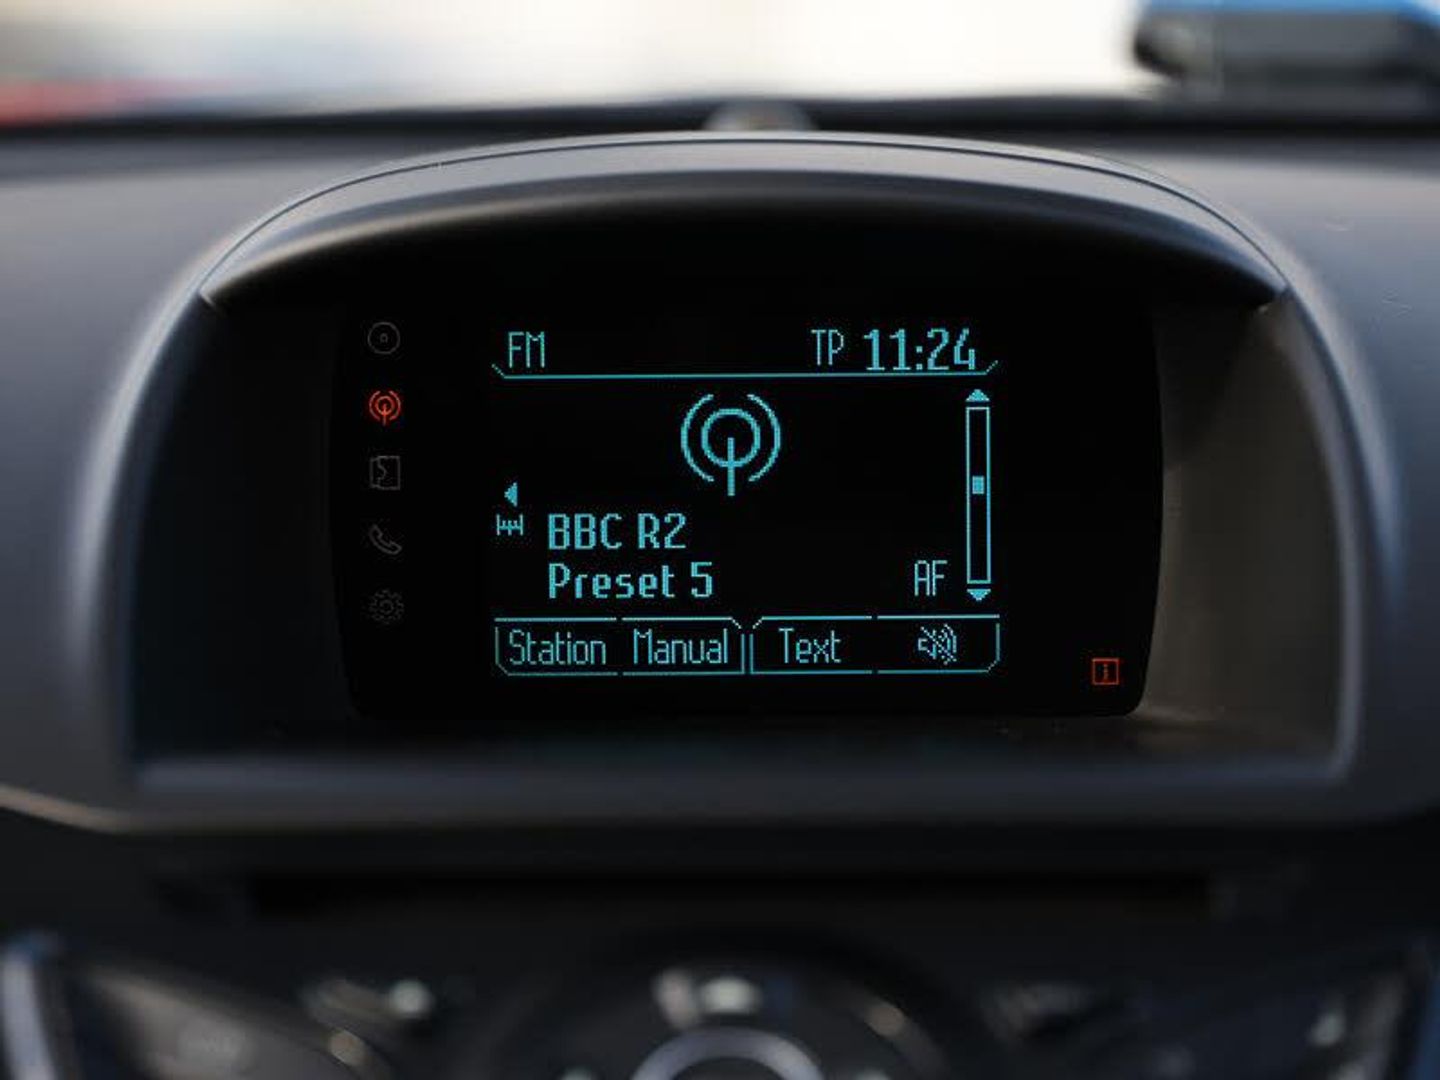 FM TP 11:24
BBC R2
Preset 5 AF
Station Manual Text
i